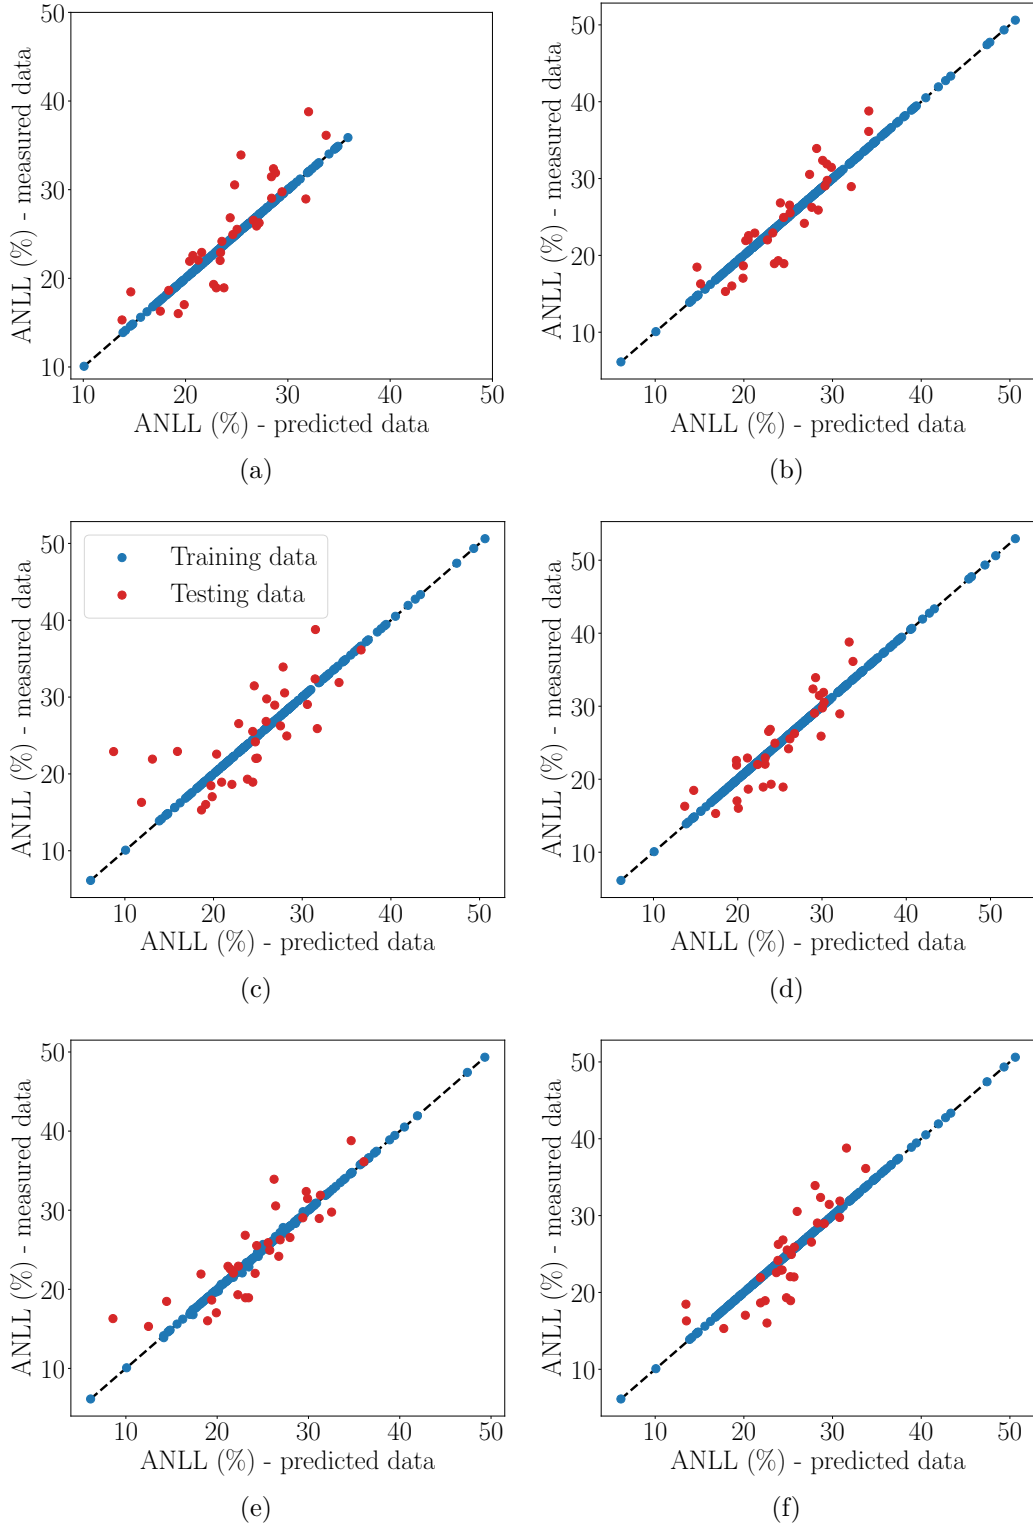 50
40
30
20
10
ANLL (%) - measured data
10 20 30 40 50
ANLL (%) - predicted data
(a)
50
40
30
20
10
ANLL (%) - measured data
10 20 30 40 50
ANLL (%) - predicted data
(b)
50
40
30
20
10
ANLL (%) - measured data
Training data
Testing data
10 20 30 40 50
ANLL (%) - predicted data
(c)
50
40
30
20
10
ANLL (%) - measured data
10 20 30 40 50
ANLL (%) - predicted data
(d)
50
40
30
20
10
ANLL (%) - measured data
10 20 30 40 50
ANLL (%) - predicted data
(e)
50
40
30
20
10
ANLL (%) - measured data
10 20 30 40 50
ANLL (%) - predicted data
(f)